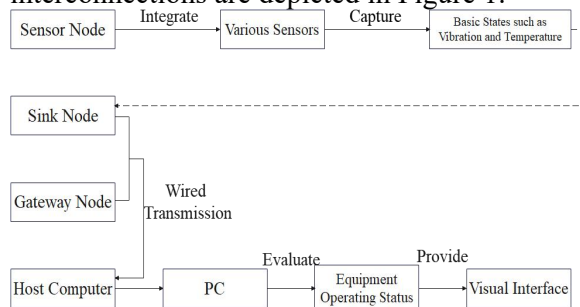 interconnections are depicted in Figure 1.
Sensor Node
Integrate
Various Sensors
Capture
Basic States such as
Vibration and Temperature
Sink Node
Gateway Node
Wired
Transmission
Host Computer
PC
Evaluate
Equipment
Operating Status
Provide
Visual Interface